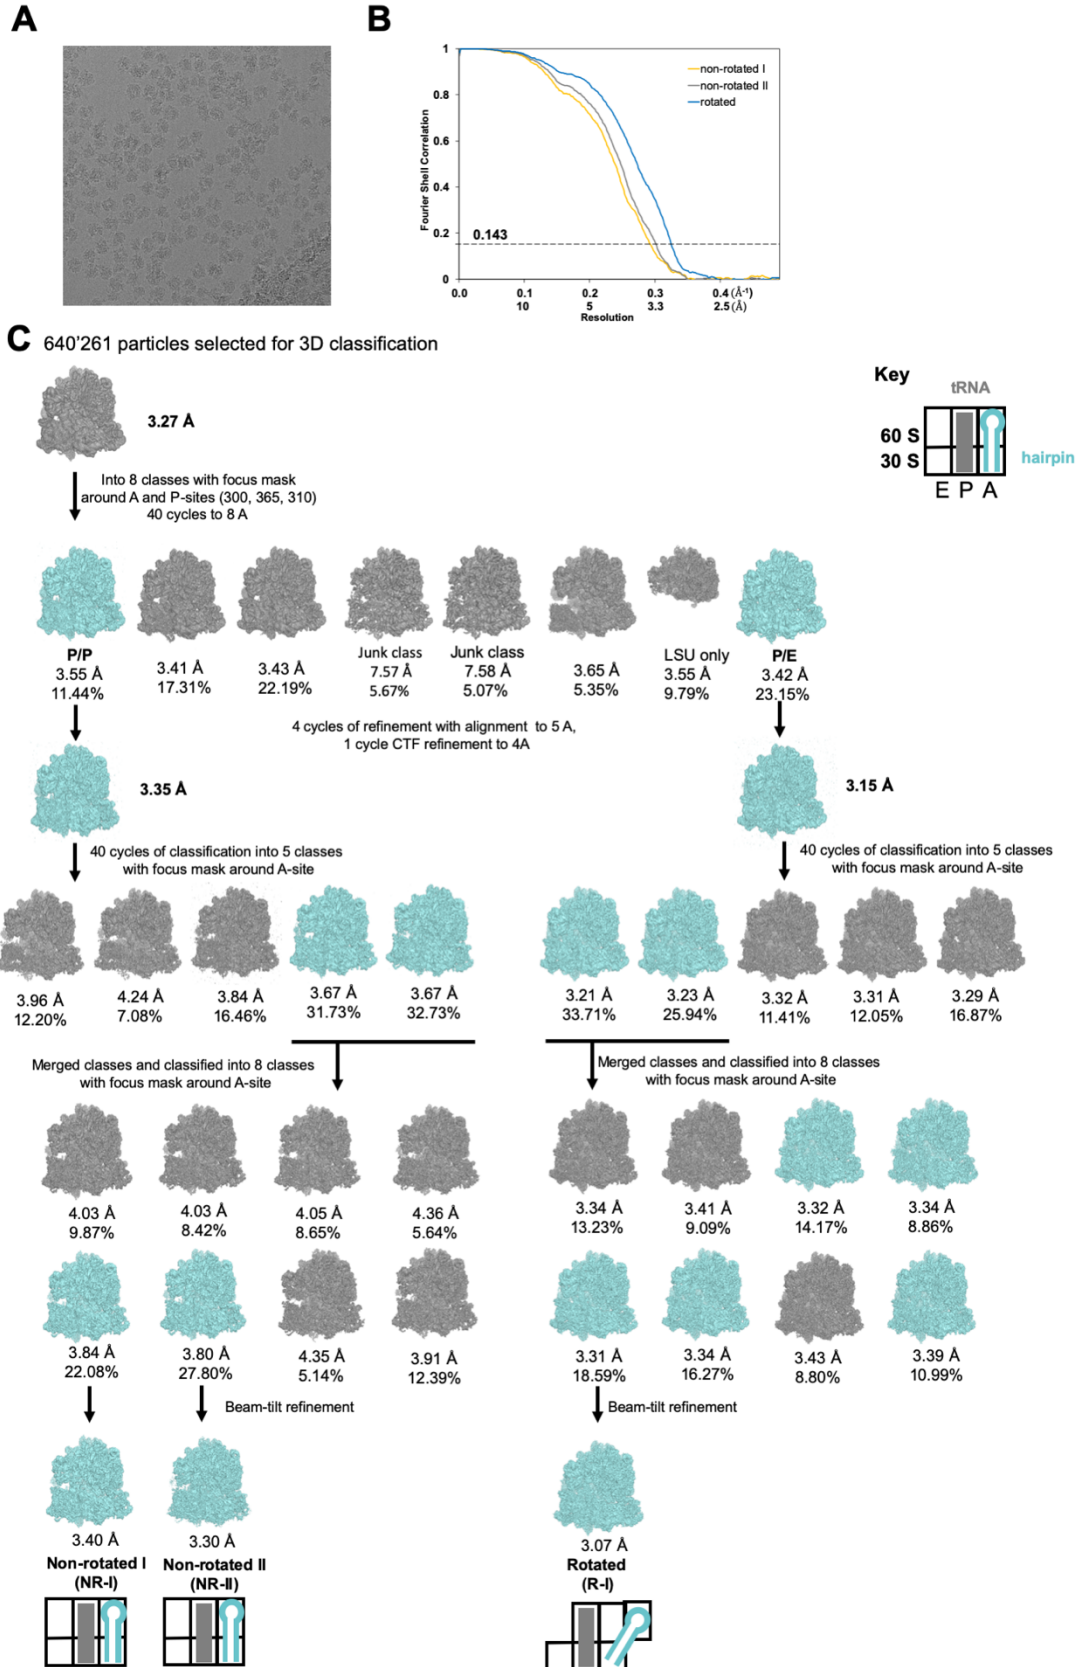 A
B
Fourier Shell Correlation
1
0.8
0.6
0.4
0.2
0
0.143
non-rotated I
non-rotated II
rotated
0.0 0.1 0.2 0.3 0.4 (Å-1)
10 5 3.3 2.5 (Å)
Resolution
C 640'261 particles selected for 3D classification
3.27 Å
Key
tRNA
60 S
30 S
hairpin
E P A
Into 8 classes with focus mask
around A and P-sites (300, 365, 310)
40 cycles to 8 A
P/P
3.55 Å
11.44%
3.41 Å
17.31%
3.43 Å
22.19%
Junk class
7.57 Å
5.67%
Junk class
7.58 Å
5.07%
3.65 Å
5.35%
LSU only
3.55 Å
9.79%
P/E
3.42 Å
23.15%
4 cycles of refinement with alignment to 5 A,
1 cycle CTF refinement to 4A
3.35 Å
3.15 Å
40 cycles of classification into 5 classes
with focus mask around A-site
40 cycles of classification into 5 classes
with focus mask around A-site
3.96 Å
12.20%
4.24 Å
7.08%
3.84 Å
16.46%
3.67 Å
31.73%
3.67 Å
32.73%
3.21 Å
33.71%
3.23 Å
25.94%
3.32 Å
11.41%
3.31 Å
12.05%
3.29 Å
16.87%
Merged classes and classified into 8 classes
with focus mask around A-site
Merged classes and classified into 8 classes
with focus mask around A-site
4.03 Å
9.87%
4.03 Å
8.42%
4.05 Å
8.65%
4.36 Å
5.64%
3.34 Å
13.23%
3.41 Å
9.09%
3.32 Å
14.17%
3.34 Å
8.86%
3.84 Å
22.08%
3.80 Å
27.80%
4.35 Å
5.14%
3.91 Å
12.39%
3.31 Å
18.59%
3.34 Å
16.27%
3.43 Å
8.80%
3.39 Å
10.99%
Beam-tilt refinement
Beam-tilt refinement
3.40 Å
Non-rotated I
(NR-I)
3.30 Å
Non-rotated II
(NR-II)
3.07 Å
Rotated
(R-I)